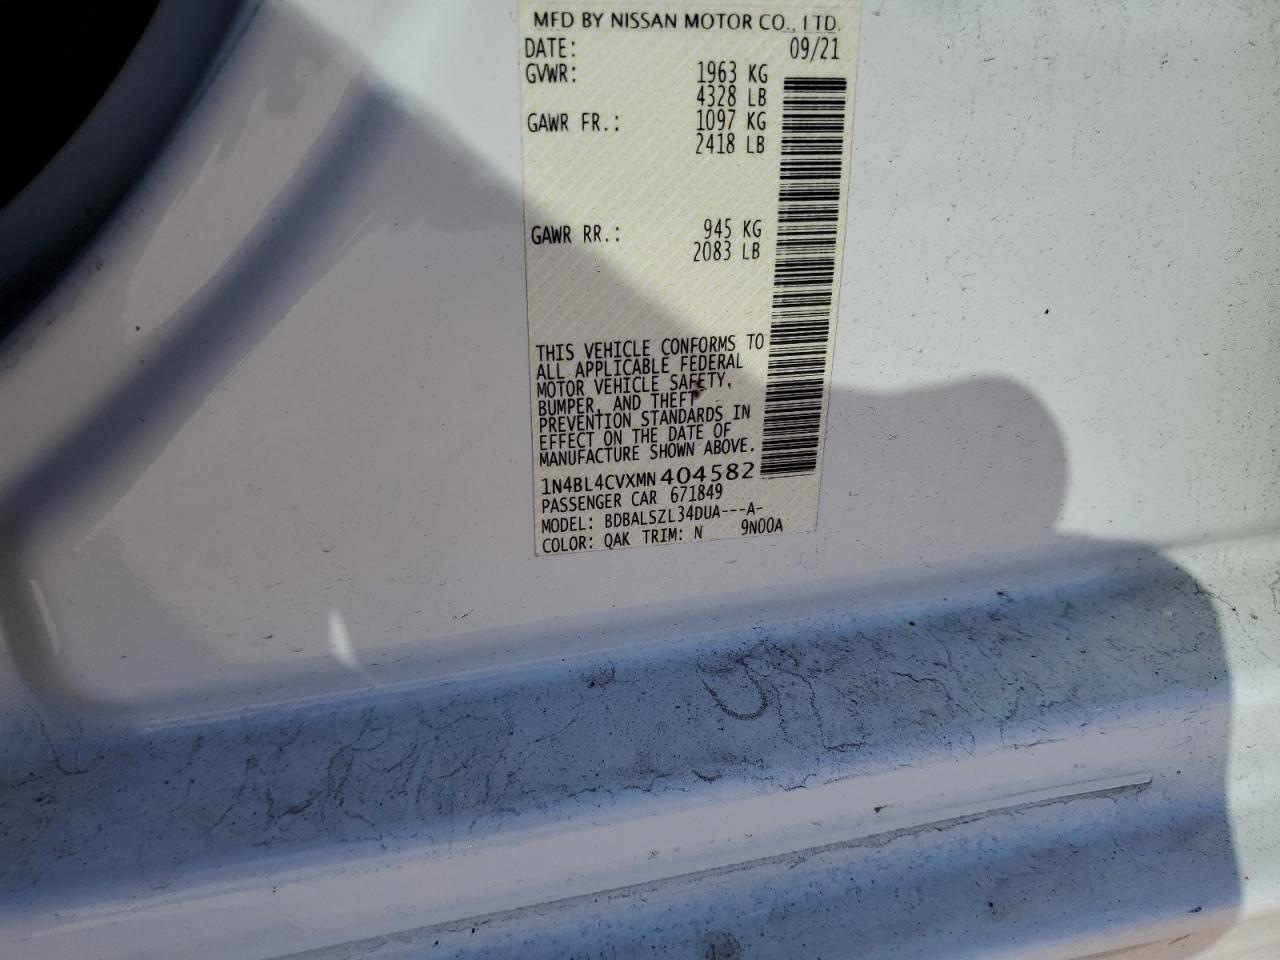 MFD BY NISSAN MOTOR CO., LTD.
DATE: 09/21
GVWR: 1963 KG
4328 LB
GAWR FR.: 1097 KG
2418 LB
GAWR RR.: 945 KG
2083 LB
THIS VEHICLE CONFORMS TO
ALL APPLICABLE FEDERAL
MOTOR VEHICLE SAFETY,
BUMPER, AND THEFT
PREVENTION STANDARDS IN
EFFECT ON THE DATE OF
MANUFACTURE SHOWN ABOVE.
1N4BL4CVXMN404582
PASSENGER CAR 671849
MODEL: BDBALSZL34DUA---A-
COLOR: QAK TRIM: N 9N00A